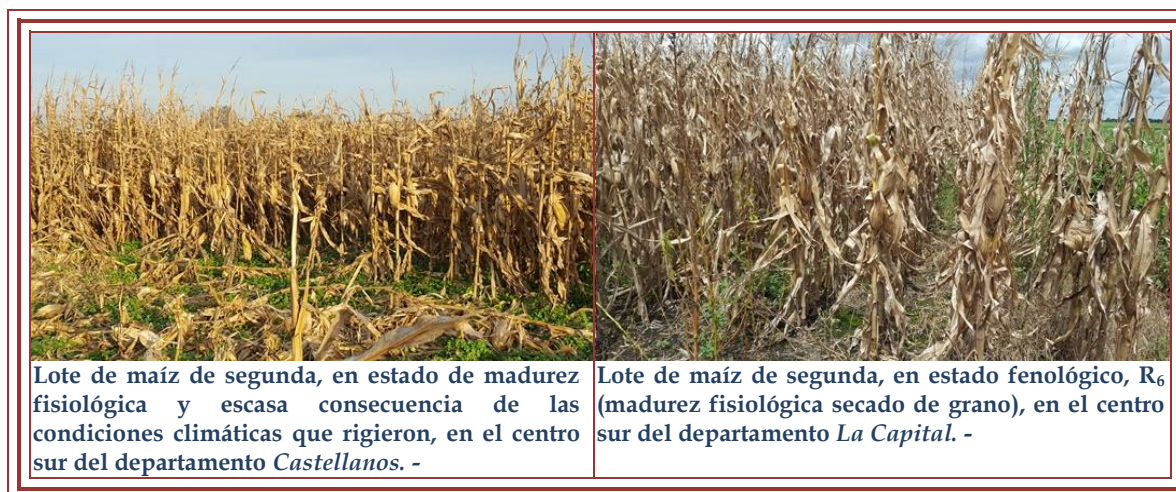 Lote de maíz de segunda, en estado de madurez
fisiológica y escasa consecuencia de las
condiciones climáticas que rigieron, en el centro
sur del departamento Castellanos. -
Lote de maíz de segunda, en estado fenológico, R₆
(madurez fisiológica secado de grano), en el centro
sur del departamento La Capital. -